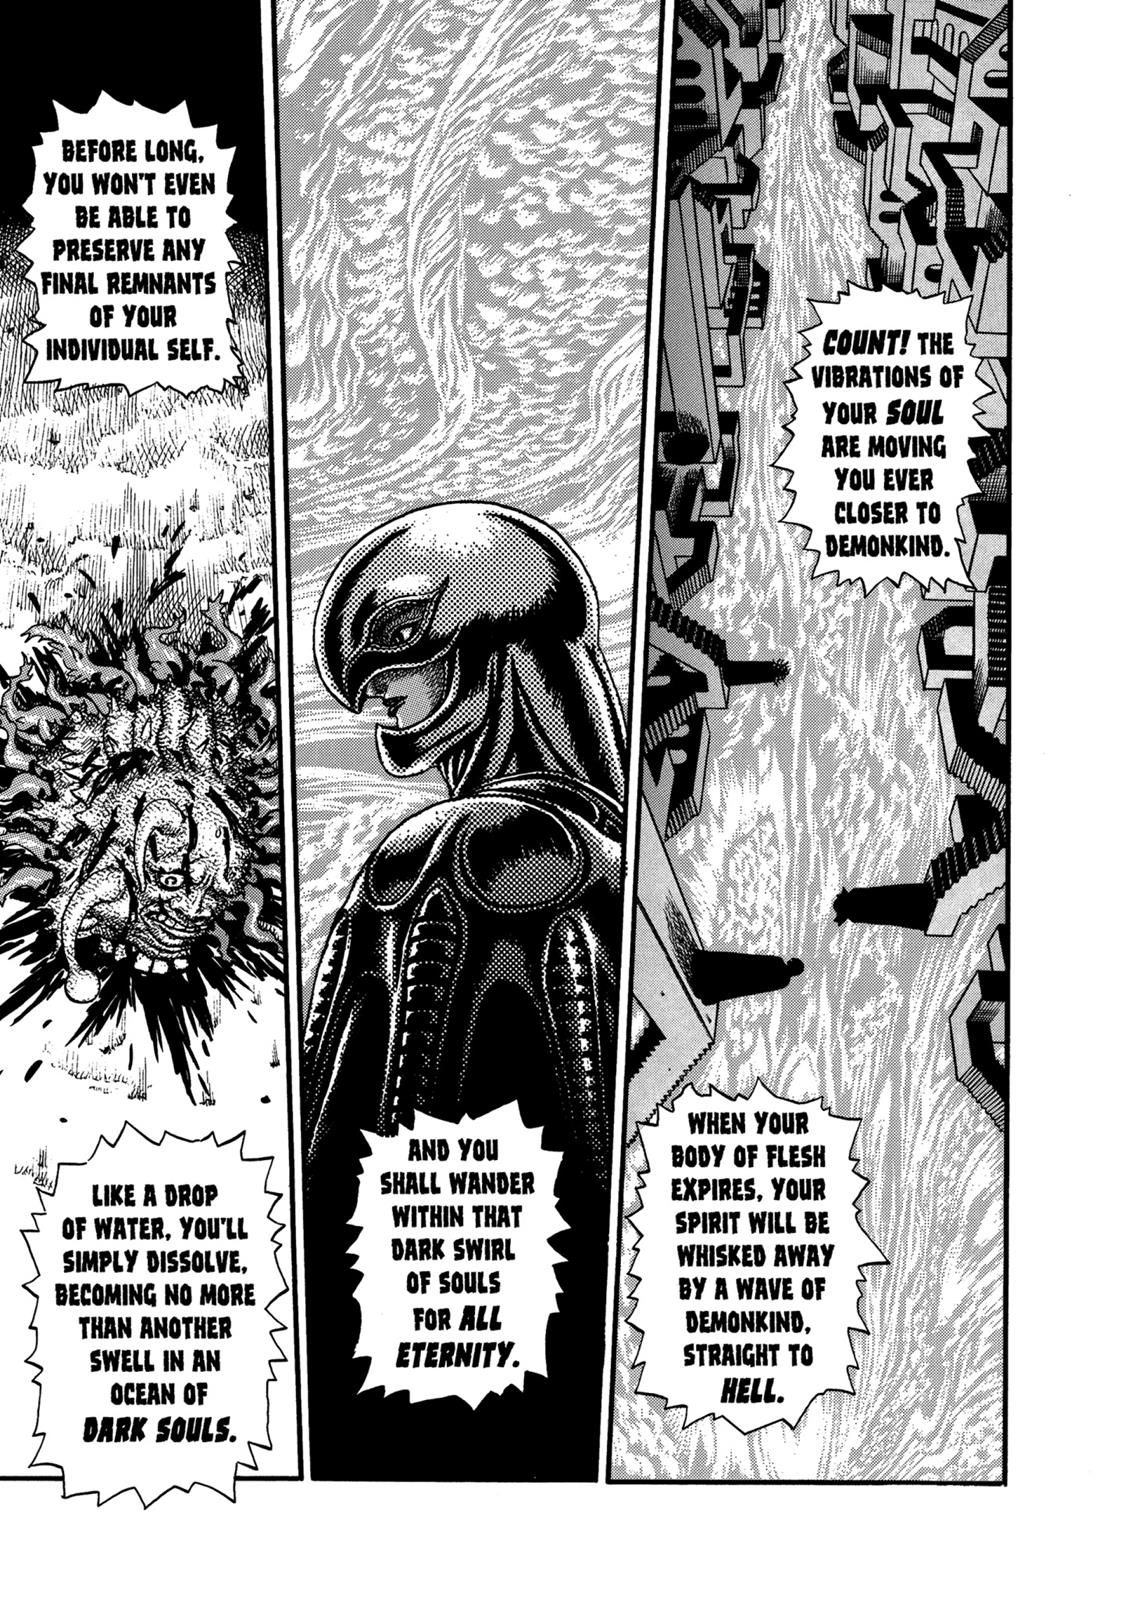 COUNT! THE
VIBRATIONS OF
YOUR SOUL
ARE MOVING
YOU EVER
CLOSER TO
DEMONKIND.
WHEN YOUR
BODY OF FLESH
EXPIRES, YOUR
SPIRIT WILL BE
WHISKED AWAY
BY A WAVE OF
DEMONKIND,
STRAIGHT TO
HELL.
AND YOU
SHALL WANDER
WITHIN THAT
DARK SWIRL
OF SOULS
FOR ALL
ETERNITY.
BEFORE LONG,
YOU WON'T EVEN
BE ABLE TO
PRESERVE ANY
FINAL REMNANTS
OF YOUR
INDIVIDUAL SELF.
LIKE A DROP
OF WATER, YOU'LL
SIMPLY DISSOLVE,
BECOMING NO MORE
THAN ANOTHER
SWELL IN AN
OCEAN OF
DARK SOULS.